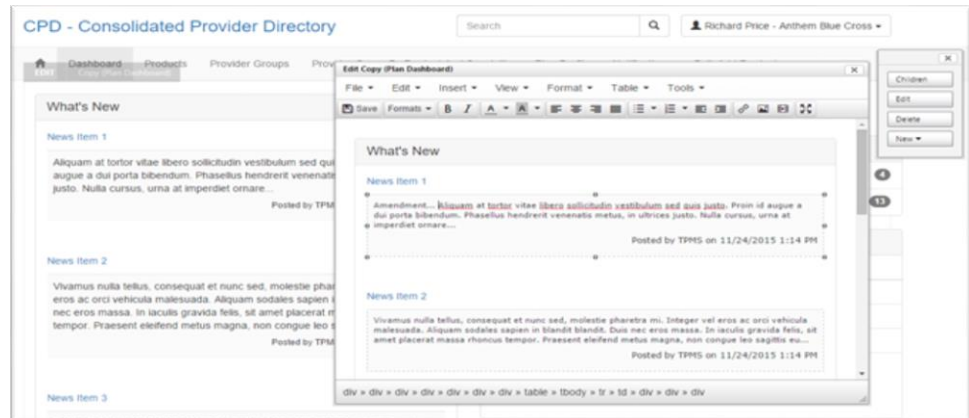 CPD - Consolidated Provider Directory
Search
Richard Price - Anthem Blue Cross
Dashboard Products Provider Groups
EDIT Copy (Plan Dashboard)
What's New
News Item 1
Aliquam at tortor vitae libero sollicitudin vestibulum sed
augue a dui porta bibendum. Phasellus hendrerit
justo. Nulla cursus, urna at imperdiet ornare...
Posted by TPM
News Item 2
Vivamus nulla tellus, consequat et nunc sed, molestie
eros ac orci vehicula malesuada. Aliquam sodales sapien
nec eros massa. In iaculis gravida felis, sit amet placerat
tempor. Praesent eleifend metus magna, non congue leo
Posted by TPM
News Item 3
Edit Copy (Plan Dashboard)
File Edit Insert View Format Table Tools
Save Formats B I A A
What's New
News Item 1
Amendment... Aliquam at tortor vitae libero sollicitudin vestibulum sed quis justo. Proin id augue a
dui porta bibendum. Phasellus hendrerit venenatis metus, in ultrices justo. Nulla cursus, urna at
imperdiet ornare...
Posted by TPMS on 11/24/2015 1:14 PM
News Item 2
Vivamus nulla tellus, consequat et nunc sed, molestie pharetra mi. Integer vel eros ac orci vehicula
malesuada. Aliquam sodales sapien in blandit blandit. Duis nec eros massa. In iaculis gravida felis, sit
amet placerat massa rhoncus tempor. Praesent eleifend metus magna, non congue leo sagittis eu...
Posted by TPMS on 11/24/2015 1:14 PM
div » div » div » div » div » div » div » table » tbody » tr » td » div » div » div
Children
Edit
Delete
New
4
13